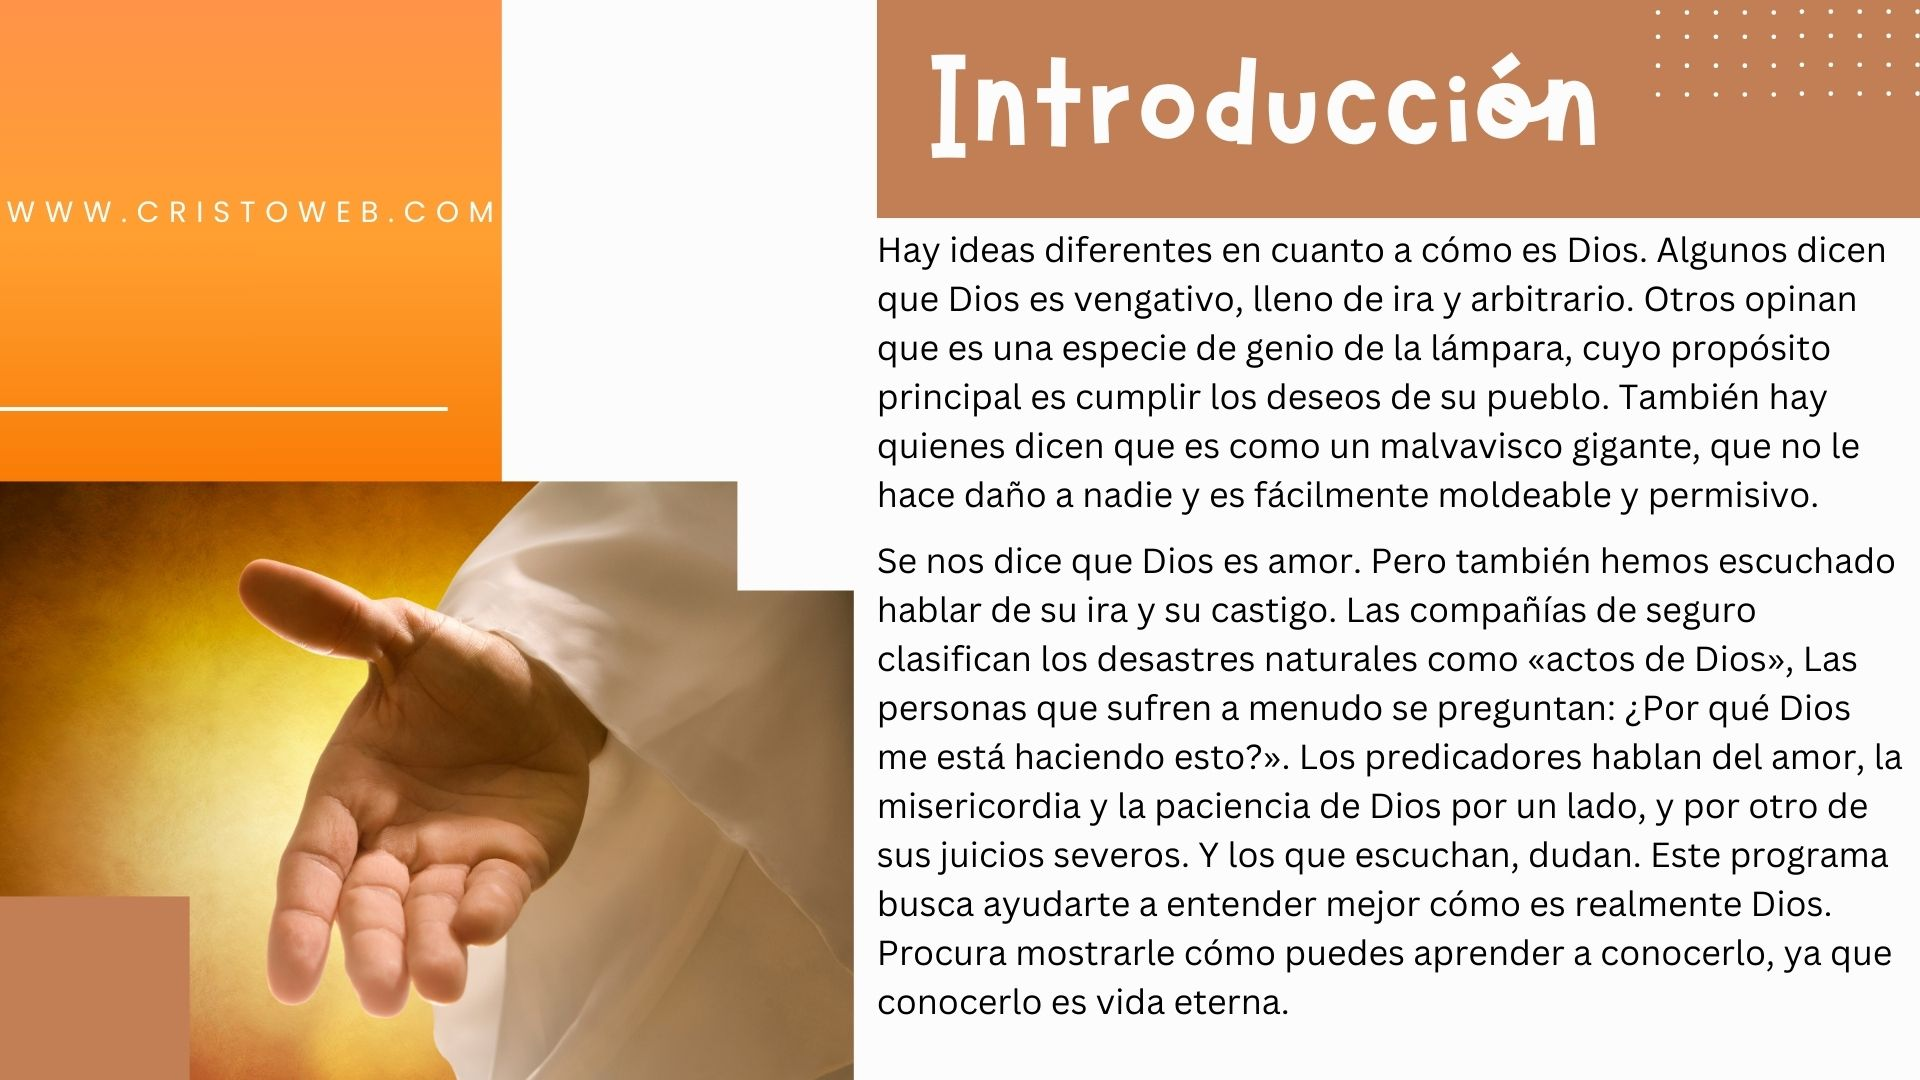 WWW.CRISTOWEB.COM
Introducción
Hay ideas diferentes en cuanto a cómo es Dios. Algunos dicen
que Dios es vengativo, lleno de ira y arbitrario. Otros opinan
que es una especie de genio de la lámpara, cuyo propósito
principal es cumplir los deseos de su pueblo. También hay
quienes dicen que es como un malvavisco gigante, que no le
hace daño a nadie y es fácilmente moldeable y permisivo.
Se nos dice que Dios es amor. Pero también hemos escuchado
hablar de su ira y su castigo. Las compañías de seguro
clasifican los desastres naturales como «actos de Dios», Las
personas que sufren a menudo se preguntan: ¿Por qué Dios
me está haciendo esto?». Los predicadores hablan del amor, la
misericordia y la paciencia de Dios por un lado, y por otro de
sus juicios severos. Y los que escuchan, dudan. Este programa
busca ayudarte a entender mejor cómo es realmente Dios.
Procura mostrarle cómo puedes aprender a conocerlo, ya que
conocerlo es vida eterna.